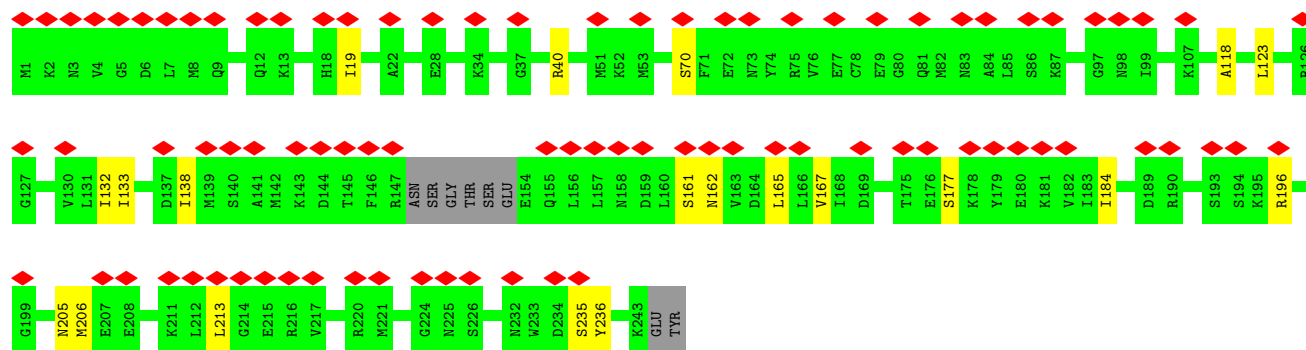 M1 K2 N3 V4 G5 D6 L7 M8 Q9 Q12 K13 H18 I19 A22 E28 K34 G37 R40 M51 K52 M53 S70 F71 E72 N73 Y74 R75 V76 E77 C78 E79 G80 Q81 M82 N83 A84 L85 S86 K87 G97 N98 I99 K107 A118 L123 R126
G127 V130 L131 I132 I133 D137 I138 M139 S140 A141 M142 K143 D144 T145 F146 R147 ASN SER GLY THR SER GLU E154 Q155 L156 L157 N158 D159 L160 S161 N162 V163 D164 L165 L166 V167 I168 D169 T175 E176 S177 K178 Y179 E180 K181 V182 I183 I184 D189 R190 S193 S194 K195 R196
G199 N205 M206 E207 E208 K211 L212 L213 G214 E215 R216 V217 R220 M221 G224 N225 S226 N232 W233 D234 S235 Y236 K243 GLU TYR